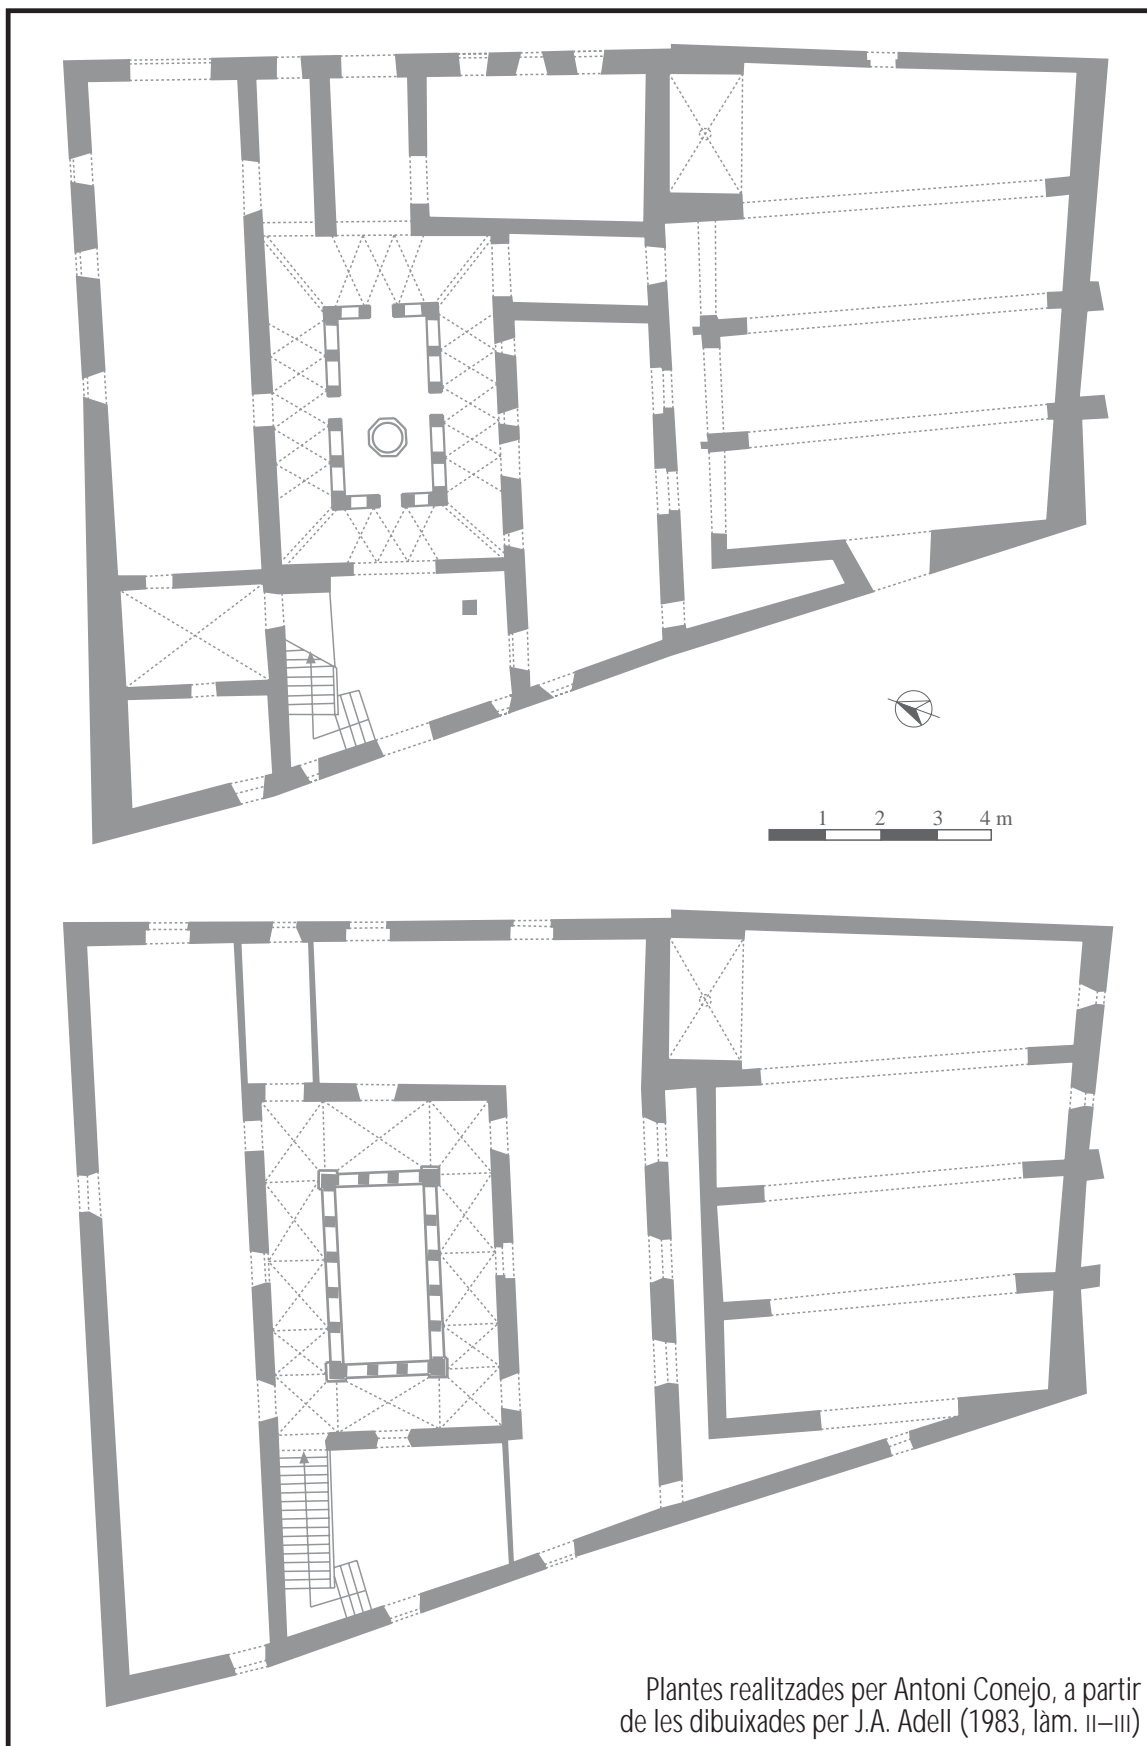 1 2 3 4 m
Plantes realitzades per Antoni Conejo, a partir
de les dibuixades per J.A. Adell (1983, làm. II–III)